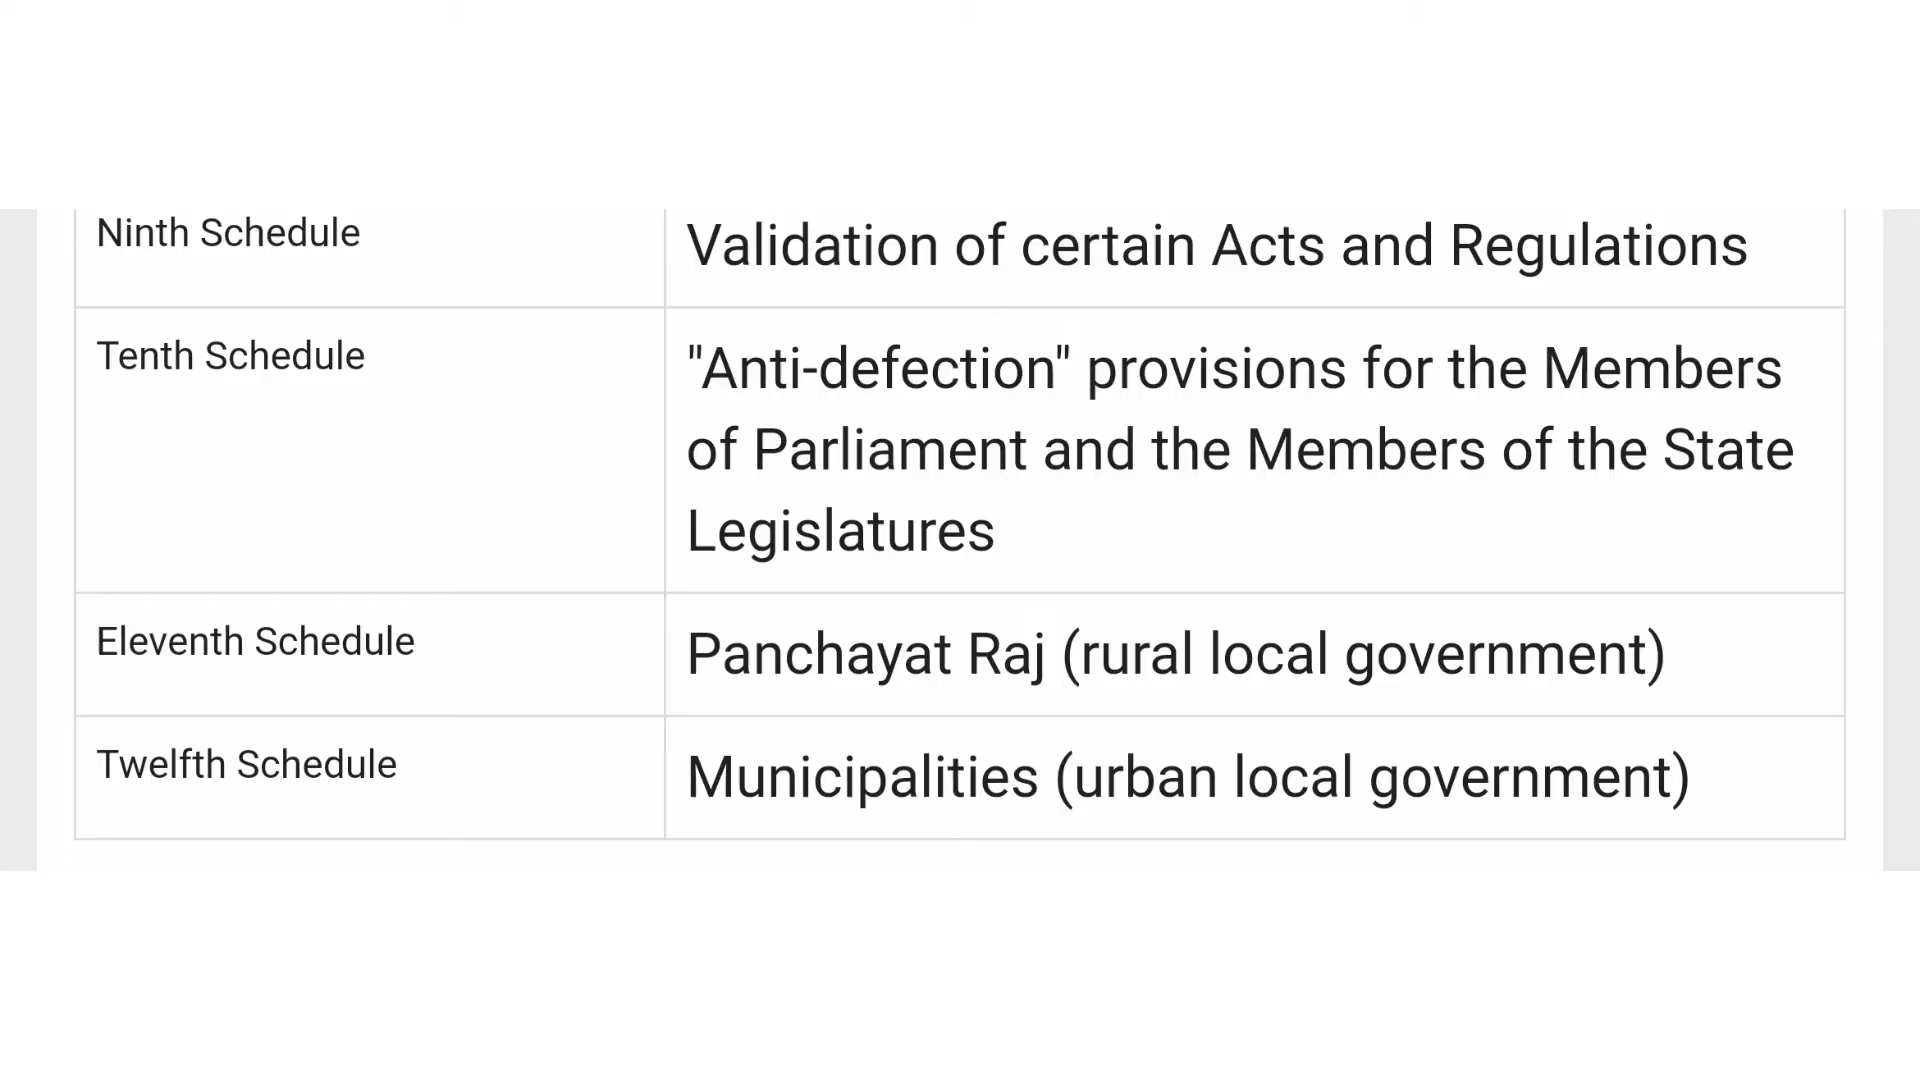 Ninth Schedule
Validation of certain Acts and Regulations
Tenth Schedule
"Anti-defection" provisions for the Members
of Parliament and the Members of the State
Legislatures
Eleventh Schedule
Panchayat Raj (rural local government)
Twelfth Schedule
Municipalities (urban local government)